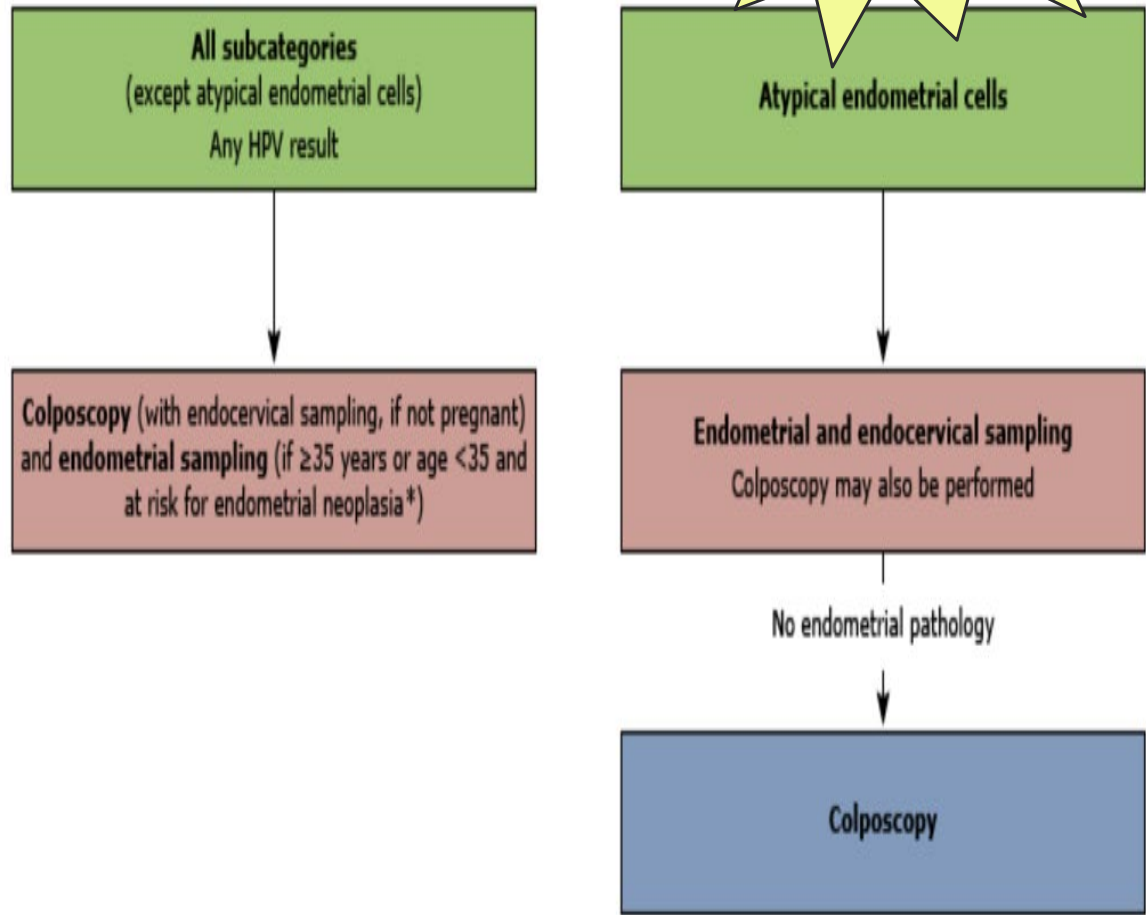 All subcategories
(except atypical endometrial cells)
Any HPV result
Colposcopy (with endocervical sampling, if not pregnant)
and endometrial sampling (if ≥35 years or age <35 and
at risk for endometrial neoplasia*)
Atypical endometrial cells
Endometrial and endocervical sampling
Colposcopy may also be performed
No endometrial pathology
Colposcopy